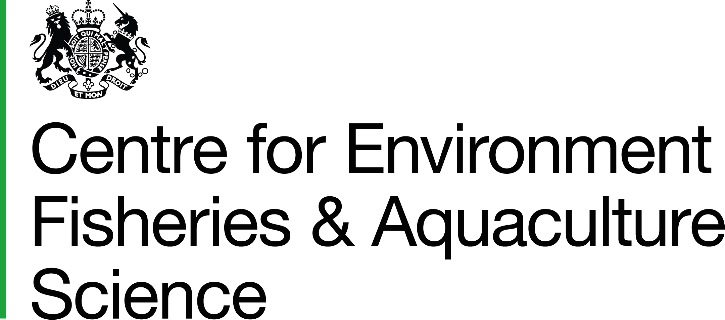 DIEU ET MON DROIT
Centre for Environment
Fisheries & Aquaculture
Science